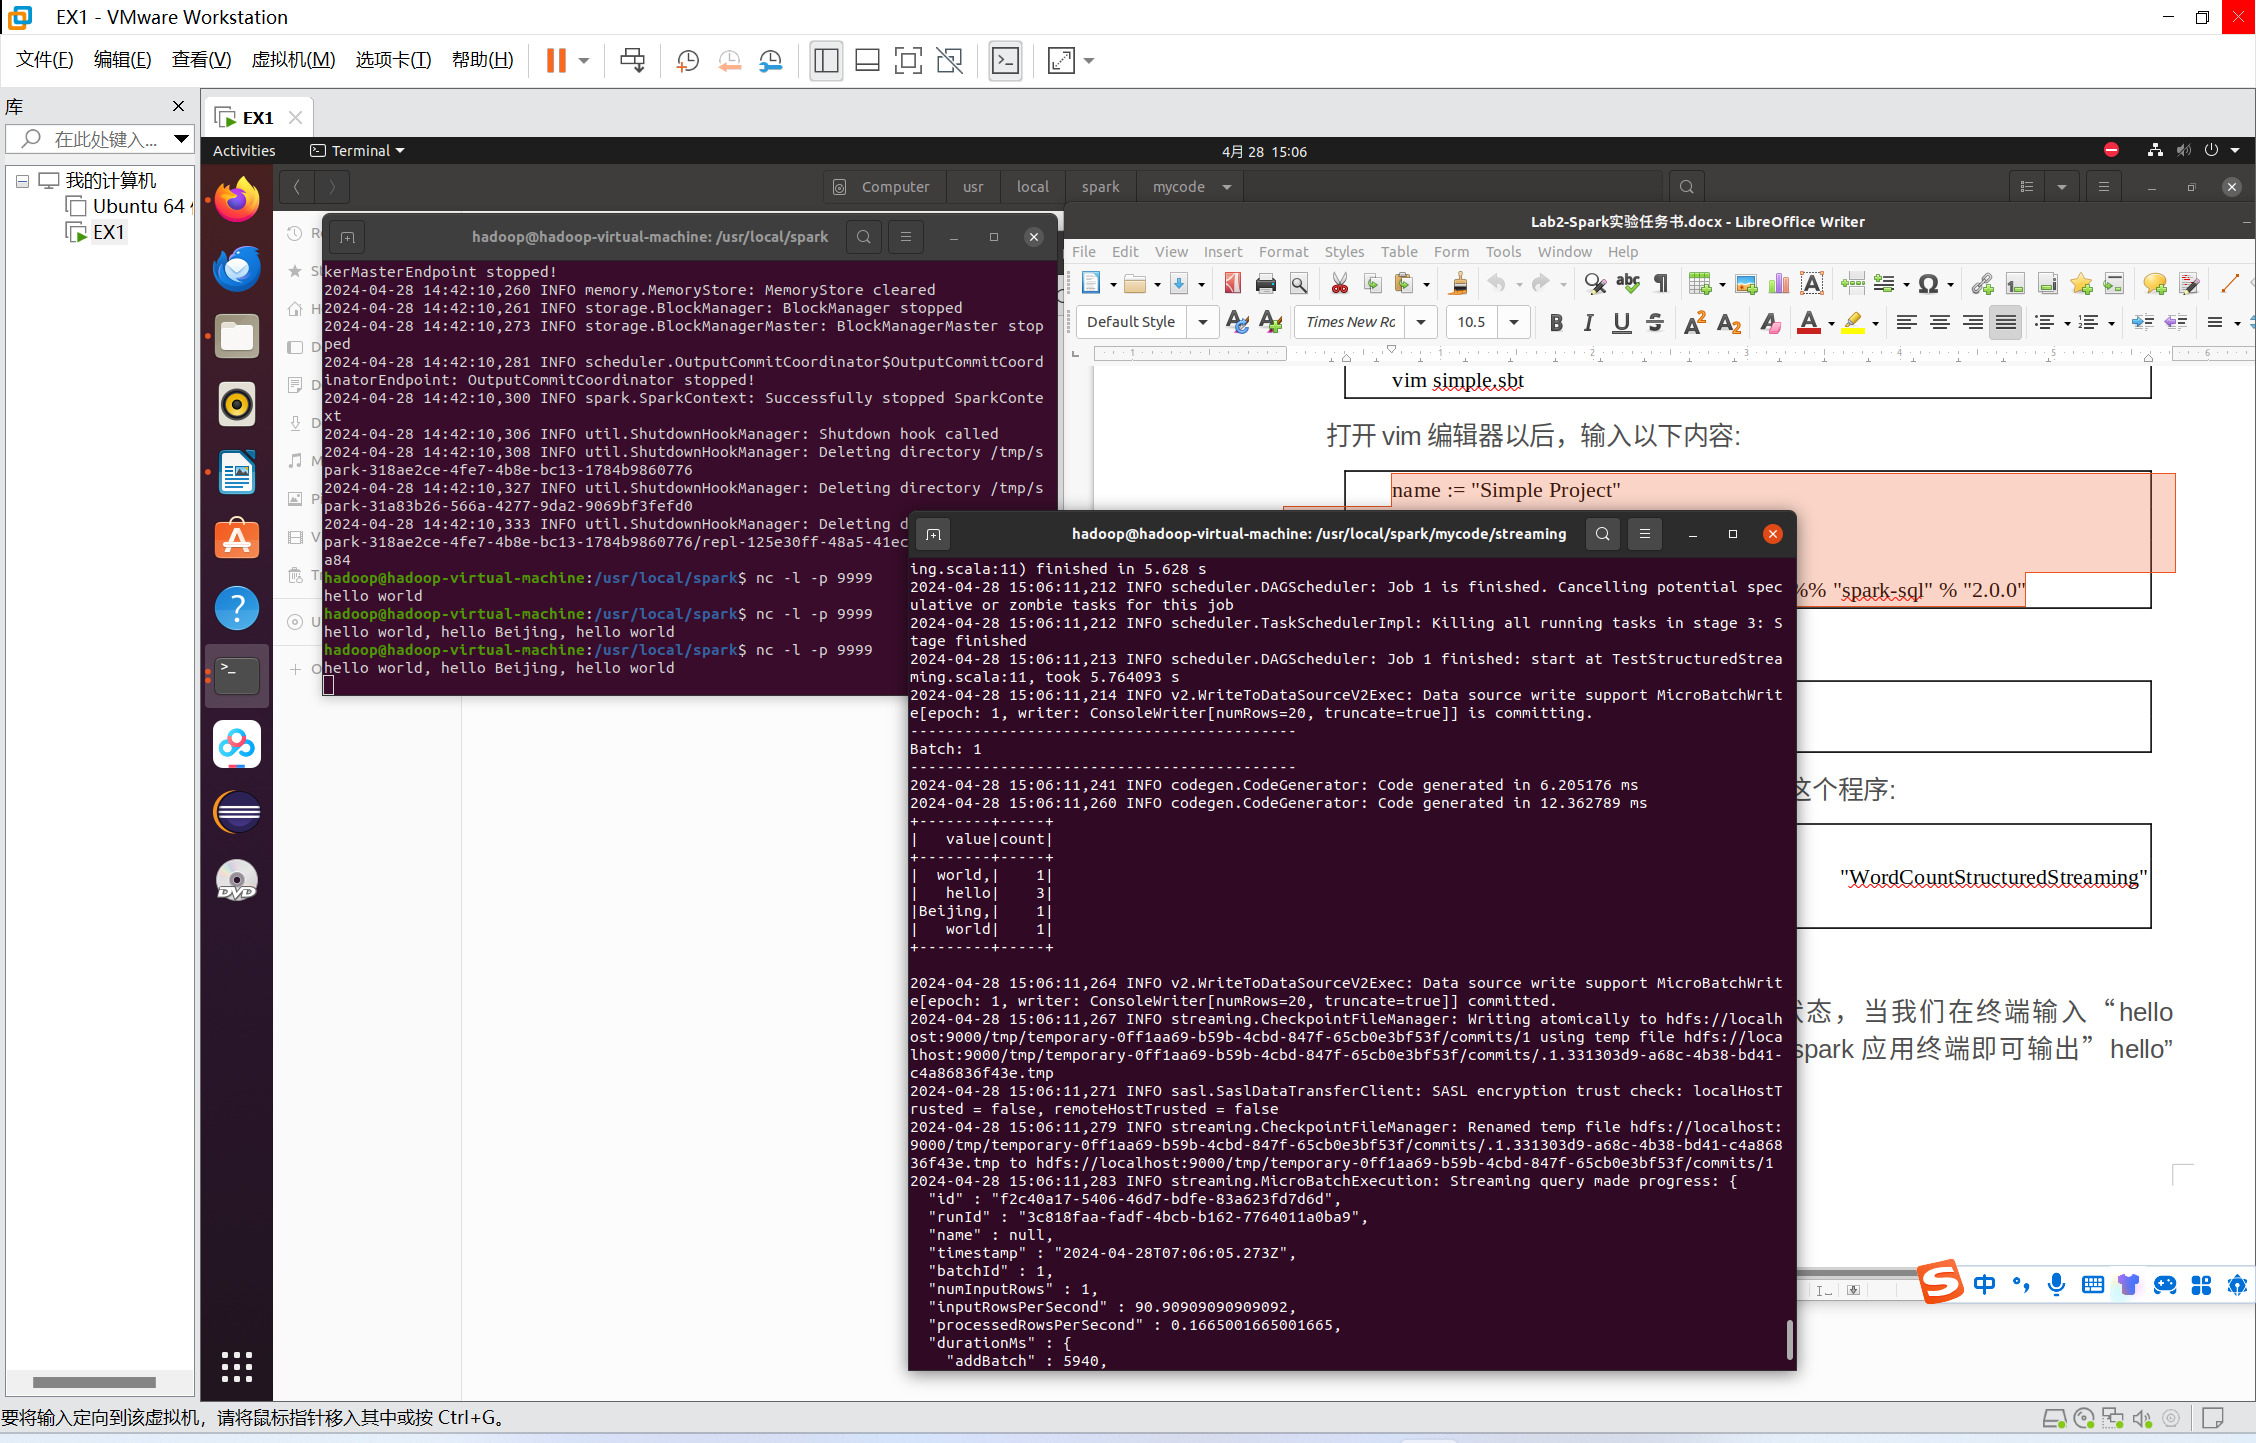 EX1 - VMware Workstation
文件(F) 编辑(E) 查看(V) 虚拟机(M) 选项卡(T) 帮助(H)
库
在此处键入...
我的计算机
Ubuntu 64
EX1
EX1
Activities
Terminal
4月 28 15:06
Computer usr local spark mycode
hadoop@hadoop-virtual-machine: /usr/local/spark
kerMasterEndpoint stopped!
2024-04-28 14:42:10,260 INFO memory.MemoryStore: MemoryStore cleared
2024-04-28 14:42:10,261 INFO storage.BlockManager: BlockManager stopped
2024-04-28 14:42:10,273 INFO storage.BlockManagerMaster: BlockManagerMaster stop
ped
2024-04-28 14:42:10,281 INFO scheduler.OutputCommitCoordinator$OutputCommitCoord
inatorEndpoint: OutputCommitCoordinator stopped!
2024-04-28 14:42:10,300 INFO spark.SparkContext: Successfully stopped SparkConte
xt
2024-04-28 14:42:10,306 INFO util.ShutdownHookManager: Shutdown hook called
2024-04-28 14:42:10,308 INFO util.ShutdownHookManager: Deleting directory /tmp/s
park-318ae2ce-4fe7-4b8e-bc13-1784b9860776
2024-04-28 14:42:10,327 INFO util.ShutdownHookManager: Deleting directory /tmp/s
park-31a83b26-566a-4277-9da2-9069bf3fefd0
2024-04-28 14:42:10,333 INFO util.ShutdownHookManager: Deleting d
park-318ae2ce-4fe7-4b8e-bc13-1784b9860776/repl-125e30ff-48a5-41ec
a84
hadoop@hadoop-virtual-machine:/usr/local/spark$ nc -l -p 9999
hello world
hadoop@hadoop-virtual-machine:/usr/local/spark$ nc -l -p 9999
hello world, hello Beijing, hello world
hadoop@hadoop-virtual-machine:/usr/local/spark$ nc -l -p 9999
hello world, hello Beijing, hello world
Lab2-Spark实验任务书.docx - LibreOffice Writer
File Edit View Insert Format Styles Table Form Tools Window Help
Default Style
Times New Ro
10.5
vim simple.sbt
打开 vim 编辑器以后，输入以下内容:
name := "Simple Project"
%% "spark-sql" % "2.0.0"
这个程序:
"WordCountStructuredStreaming"
态，当我们在终端输入“hello
spark 应用终端即可输出” hello”
hadoop@hadoop-virtual-machine: /usr/local/spark/mycode/streaming
ing.scala:11) finished in 5.628 s
2024-04-28 15:06:11,212 INFO scheduler.DAGScheduler: Job 1 is finished. Cancelling potential spec
ulative or zombie tasks for this job
2024-04-28 15:06:11,212 INFO scheduler.TaskSchedulerImpl: Killing all running tasks in stage 3: S
tage finished
2024-04-28 15:06:11,213 INFO scheduler.DAGScheduler: Job 1 finished: start at TestStructuredStrea
ming.scala:11, took 5.764093 s
2024-04-28 15:06:11,214 INFO v2.WriteToDataSourceV2Exec: Data source write support MicroBatchWrit
e[epoch: 1, writer: ConsoleWriter[numRows=20, truncate=true]] is committing.
-------------------------------------------
Batch: 1
-------------------------------------------
2024-04-28 15:06:11,241 INFO codegen.CodeGenerator: Code generated in 6.205176 ms
2024-04-28 15:06:11,260 INFO codegen.CodeGenerator: Code generated in 12.362789 ms
+--------+-----+
|   value|count|
+--------+-----+
|  world,|    1|
|   hello|    3|
|Beijing,|    1|
|   world|    1|
+--------+-----+
2024-04-28 15:06:11,264 INFO v2.WriteToDataSourceV2Exec: Data source write support MicroBatchWrit
e[epoch: 1, writer: ConsoleWriter[numRows=20, truncate=true]] committed.
2024-04-28 15:06:11,267 INFO streaming.CheckpointFileManager: Writing atomically to hdfs://localh
ost:9000/tmp/temporary-0ff1aa69-b59b-4cbd-847f-65cb0e3bf53f/commits/1 using temp file hdfs://loca
lhost:9000/tmp/temporary-0ff1aa69-b59b-4cbd-847f-65cb0e3bf53f/commits/.1.331303d9-a68c-4b38-bd41-
c4a86836f43e.tmp
2024-04-28 15:06:11,271 INFO sasl.SaslDataTransferClient: SASL encryption trust check: localHostT
rusted = false, remoteHostTrusted = false
2024-04-28 15:06:11,279 INFO streaming.CheckpointFileManager: Renamed temp file hdfs://localhost:
9000/tmp/temporary-0ff1aa69-b59b-4cbd-847f-65cb0e3bf53f/commits/.1.331303d9-a68c-4b38-bd41-c4a868
36f43e.tmp to hdfs://localhost:9000/tmp/temporary-0ff1aa69-b59b-4cbd-847f-65cb0e3bf53f/commits/1
2024-04-28 15:06:11,283 INFO streaming.MicroBatchExecution: Streaming query made progress: {
"id" : "f2c40a17-5406-46d7-bdfe-83a623fd7d6d",
"runId" : "3c818faa-fadf-4bcb-b162-7764011a0ba9",
"name" : null,
"timestamp" : "2024-04-28T07:06:05.273Z",
"batchId" : 1,
"numInputRows" : 1,
"inputRowsPerSecond" : 90.90909090909092,
"processedRowsPerSecond" : 0.1665001665001665,
"durationMs" : {
"addBatch" : 5940,
中
要将输入定向到该虚拟机，请将鼠标指针移入其中或按 Ctrl+G。